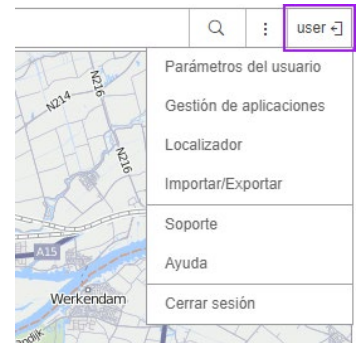 user
Parámetros del usuario
Gestión de aplicaciones
Localizador
Importar/Exportar
Soporte
Ayuda
Cerrar sesión
N216
N214
N216
A15
Werkendam
dijk